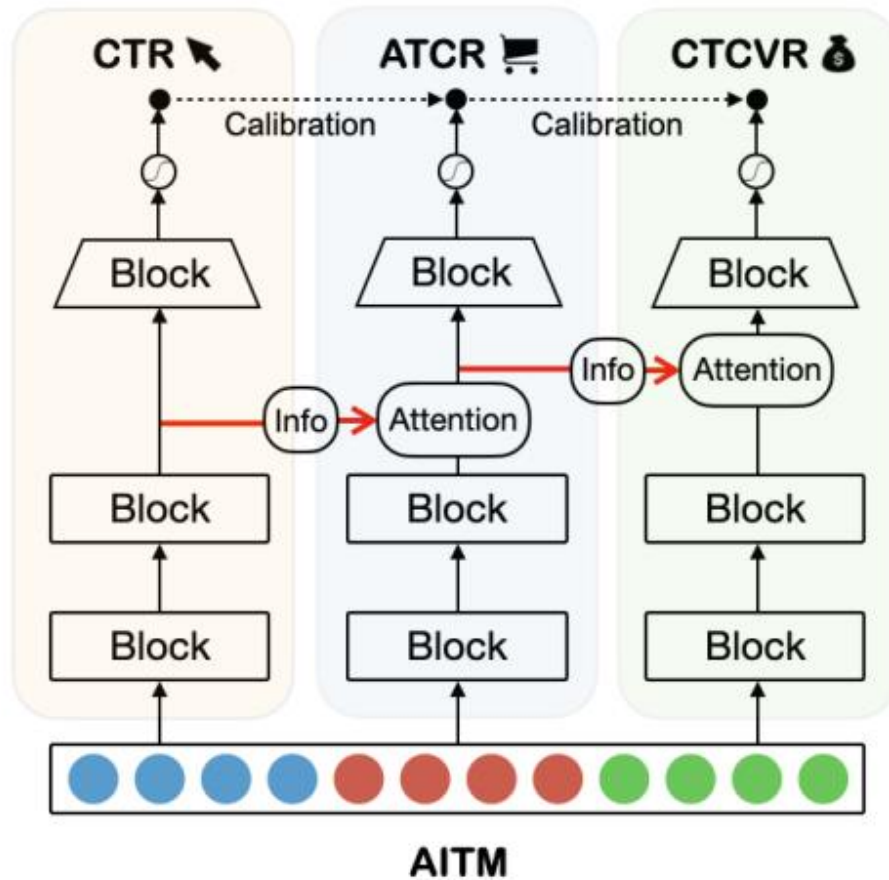 CTR ATCR CTCVR
Calibration Calibration
Block Block Block
Info Attention
Info Attention
Block Block Block
Block Block Block
AITM